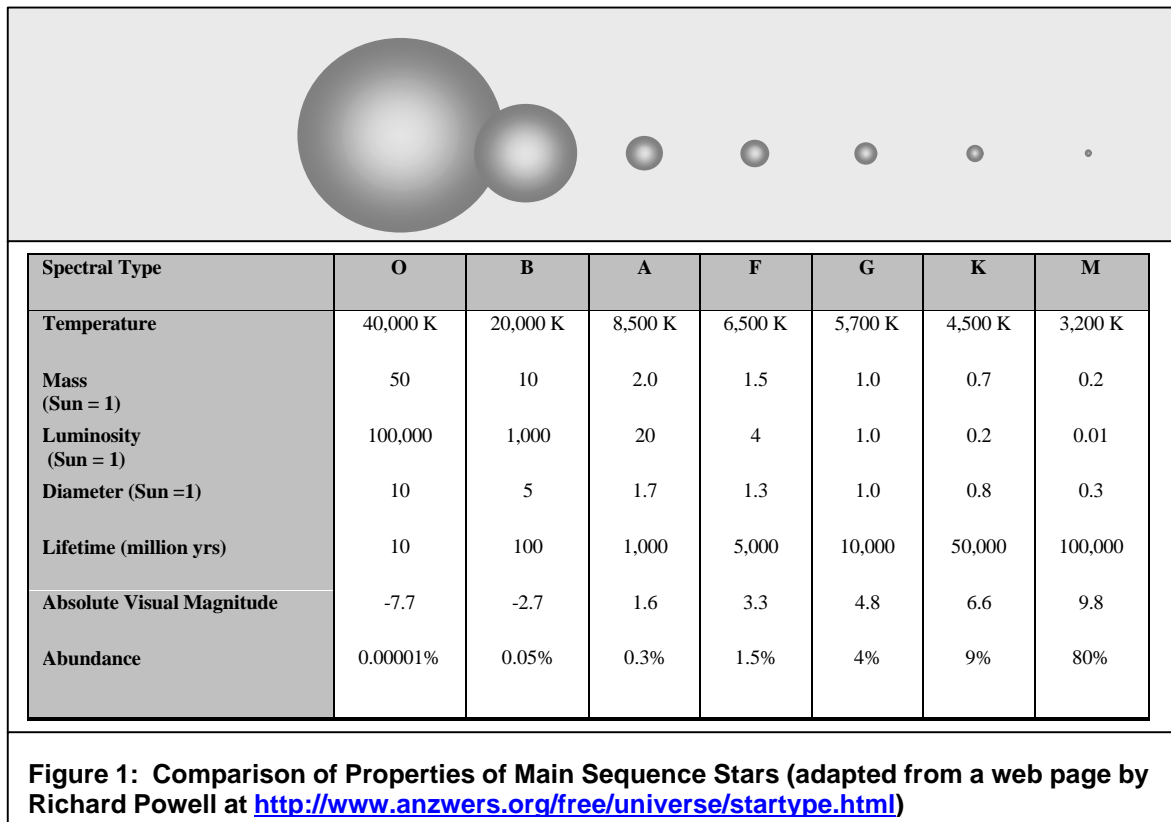 Spectral Type O B A F G K M
Temperature 40,000 K 20,000 K 8,500 K 6,500 K 5,700 K 4,500 K 3,200 K
Mass 50 10 2.0 1.5 1.0 0.7 0.2
(Sun = 1)
Luminosity 100,000 1,000 20 4 1.0 0.2 0.01
(Sun = 1)
Diameter (Sun =1) 10 5 1.7 1.3 1.0 0.8 0.3
Lifetime (million yrs) 10 100 1,000 5,000 10,000 50,000 100,000
Absolute Visual Magnitude -7.7 -2.7 1.6 3.3 4.8 6.6 9.8
Abundance 0.00001% 0.05% 0.3% 1.5% 4% 9% 80%
Figure 1: Comparison of Properties of Main Sequence Stars (adapted from a web page by
Richard Powell at http://www.anzwers.org/free/universe/startype.html)